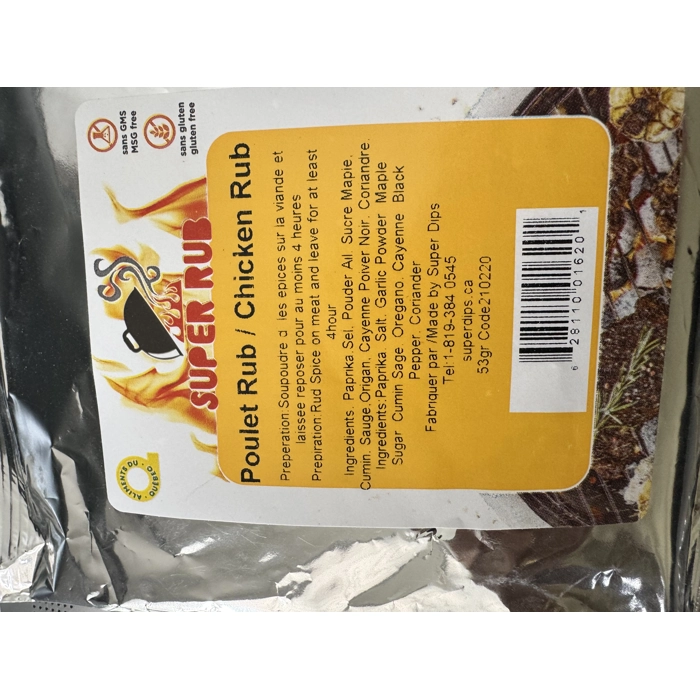 sans GMS
MSG free
sans gluten
gluten free
SUPER RUB
ALIMENTS DU QUÉBEC
Poulet Rub / Chicken Rub
Preperation:Soupoudre d les épices sur la viande et
laissee reposer pour au moins 4 heures
Prepiration:Rud Spice on meat and leave for at least
4hour
Ingredients. Paprika.Sel. Pouder Ail. Sucre Maple.
Cumin. Sauge.Origan. Cayenne Poiver Noir. Coriandre.
Ingredients:Paprika. Salt. Garlic Powder Maple
Sugar Cumin Sage. Oregano. Cayenne Black
Pepper. Coriander
Fabriquer par /Made by Super Dips
Tel:1-819-384 0545
superdips.ca
53gr Code210220
6 28110 01620 1